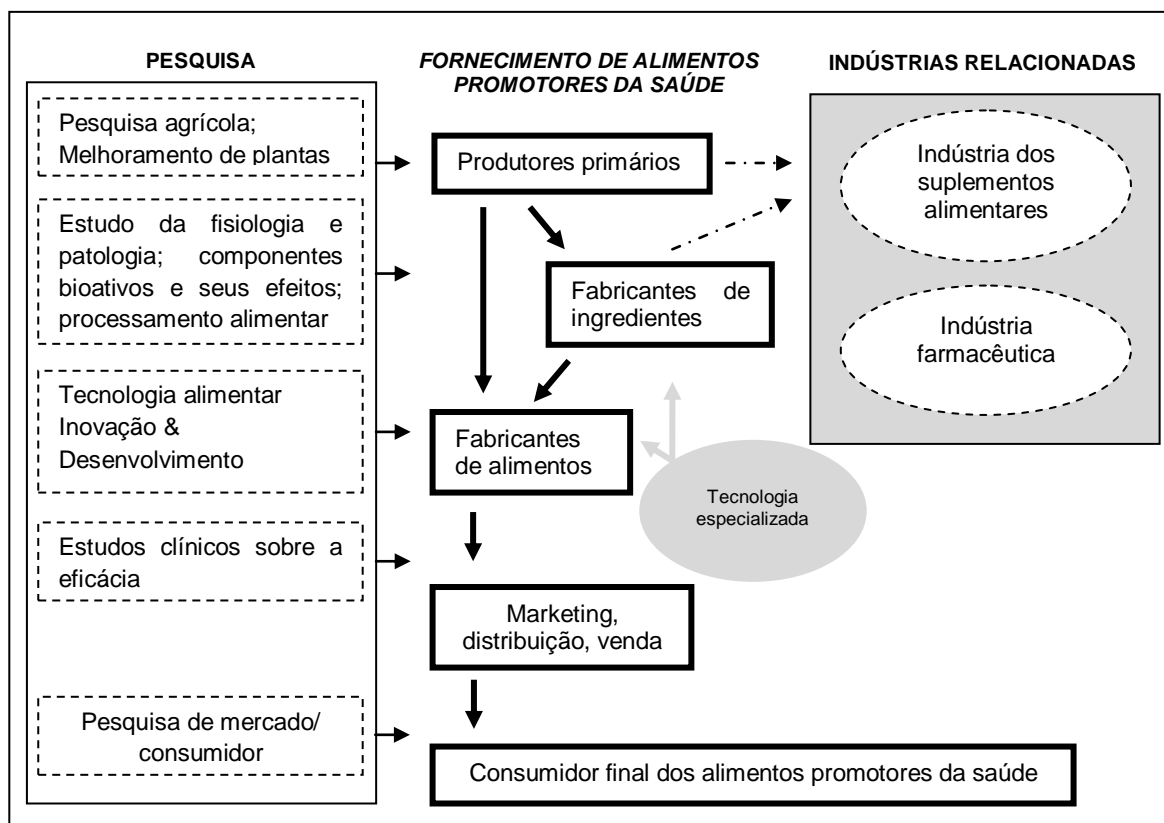 PESQUISA
Pesquisa agrícola;
Melhoramento de plantas
Estudo da fisiologia e
patologia; componentes
bioativos e seus efeitos;
processamento alimentar
Tecnologia alimentar
Inovação &
Desenvolvimento
Estudos clínicos sobre a
eficácia
Pesquisa de mercado/
consumidor
FORNECIMENTO DE ALIMENTOS
PROMOTORES DA SAÚDE
Produtores primários
Fabricantes de
ingredientes
Fabricantes
de alimentos
Tecnologia
especializada
Marketing,
distribuição, venda
Consumidor final dos alimentos promotores da saúde
INDÚSTRIAS RELACIONADAS
Indústria dos
suplementos
alimentares
Indústria
farmacêutica